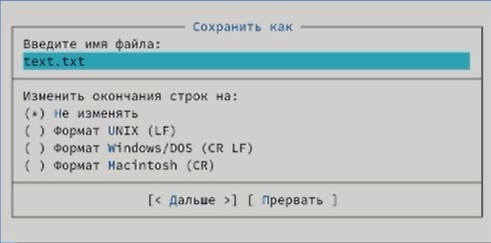 Сохранить как
Введите имя файла:
text.txt
Изменить окончания строк на:
(*) Не изменять
( ) Формат UNIX (LF)
( ) Формат Windows/DOS (CR LF)
( ) Формат Macintosh (CR)
[< Дальше >] [ Прервать ]